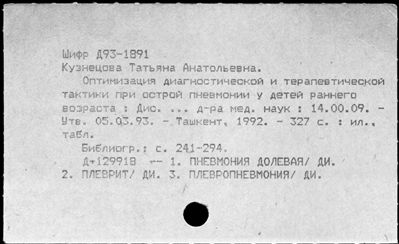 Шифр Д93-1891
Кузнецова Татьяна Анатольевна.
Оптимизация диагностической и терапевтической
тактики при острой пневмонии у детей раннего
возраста : Дис. ... д-ра мед. наук : 14.00.09. -
Утв. 05.03.93. - Ташкент, 1992. - 327 с. : ил.,
табл.
Библиогр.: с. 241-294.
Д+129918 -- 1. ПНЕВМОНИЯ ДОЛЕВАЯ/ ДИ.
2. ПЛЕВРИТ/ ДИ. 3. ПЛЕВРОПНЕВМОНИЯ/ ДИ.